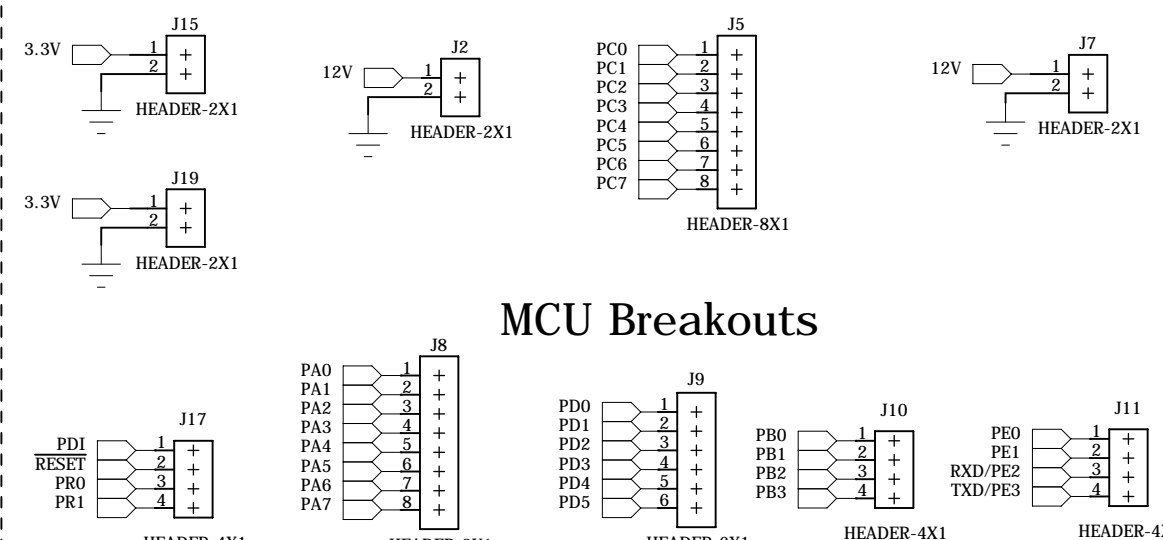 J15
3.3V
1
2
HEADER-2X1
J2
12V
1
2
HEADER-2X1
J5
PC0 1
PC1 2
PC2 3
PC3 4
PC4 5
PC5 6
PC6 7
PC7 8
HEADER-8X1
J7
12V
1
2
HEADER-2X1
J19
3.3V
1
2
HEADER-2X1
MCU Breakouts
J17
PDI 1
RESET 2
PR0 3
PR1 4
HEADER-4X1
J8
PA0 1
PA1 2
PA2 3
PA3 4
PA4 5
PA5 6
PA6 7
PA7 8
J9
PD0 1
PD1 2
PD2 3
PD3 4
PD4 5
PD5 6
J10
PB0 1
PB1 2
PB2 3
PB3 4
HEADER-4X1
J11
PE0 1
PE1 2
RXD/PE2 3
TXD/PE3 4
HEADER-4